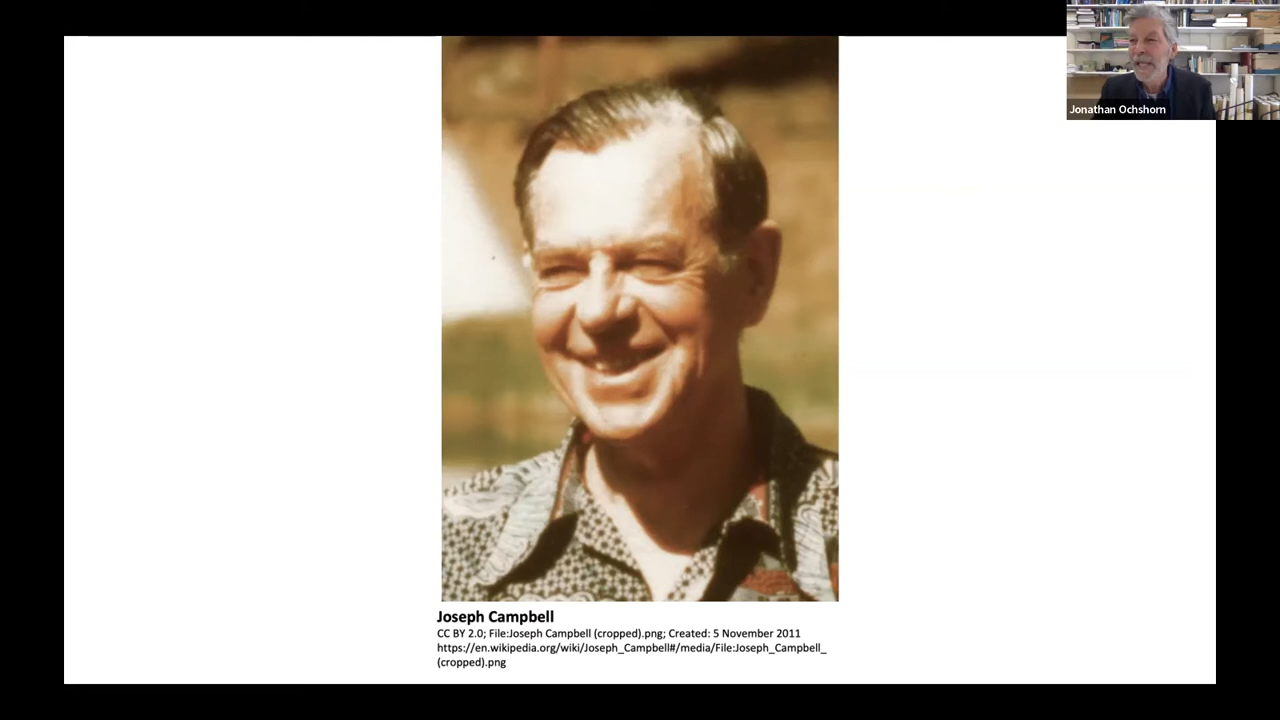 Jonathan Ochshorn
Joseph Campbell
CC BY 2.0; File:Joseph Campbell (cropped).png; Created: 5 November 2011
https://en.wikipedia.org/wiki/Joseph_Campbell#/media/File:Joseph_Campbell_
(cropped).png